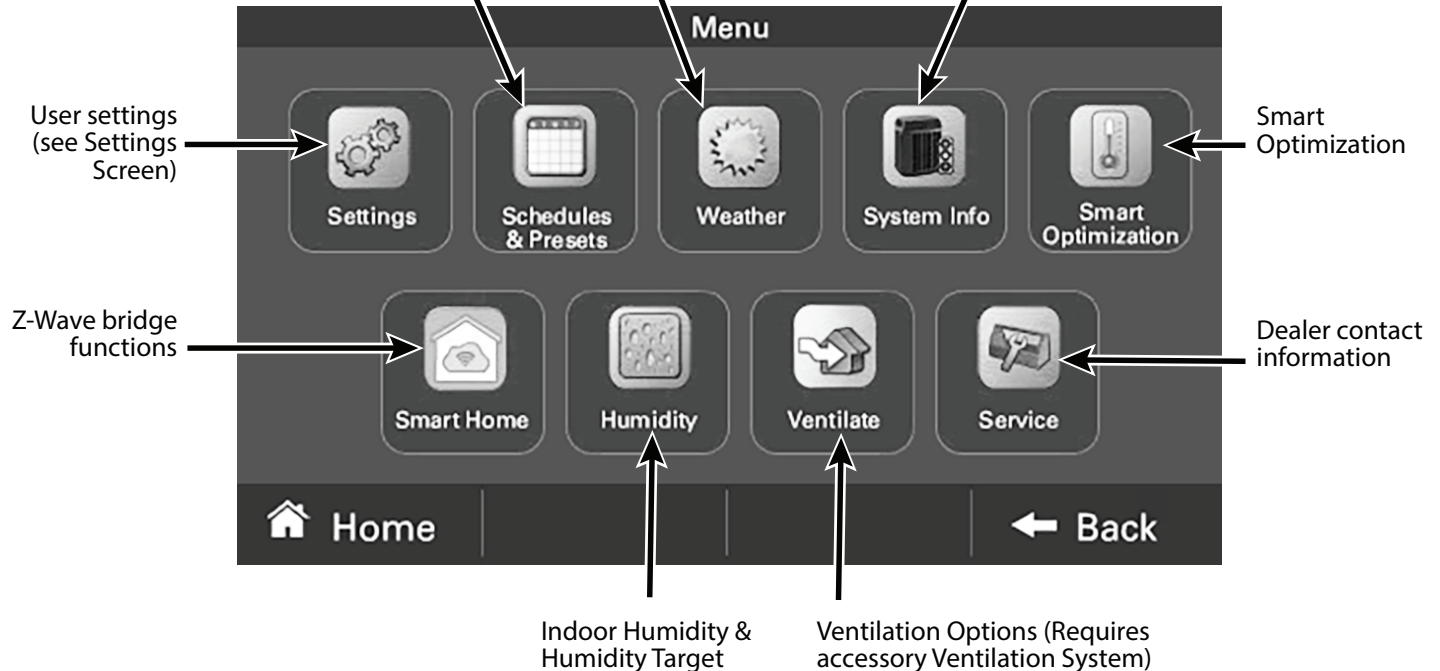 Menu
User settings
(see Settings
Screen)
Smart
Optimization
Settings
Schedules
& Presets
Weather
System Info
Smart
Optimization
Z-Wave bridge
functions
Dealer contact
information
Smart Home
Humidity
Ventilate
Service
Home
Back
Indoor Humidity &
Humidity Target
Ventilation Options (Requires
accessory Ventilation System)